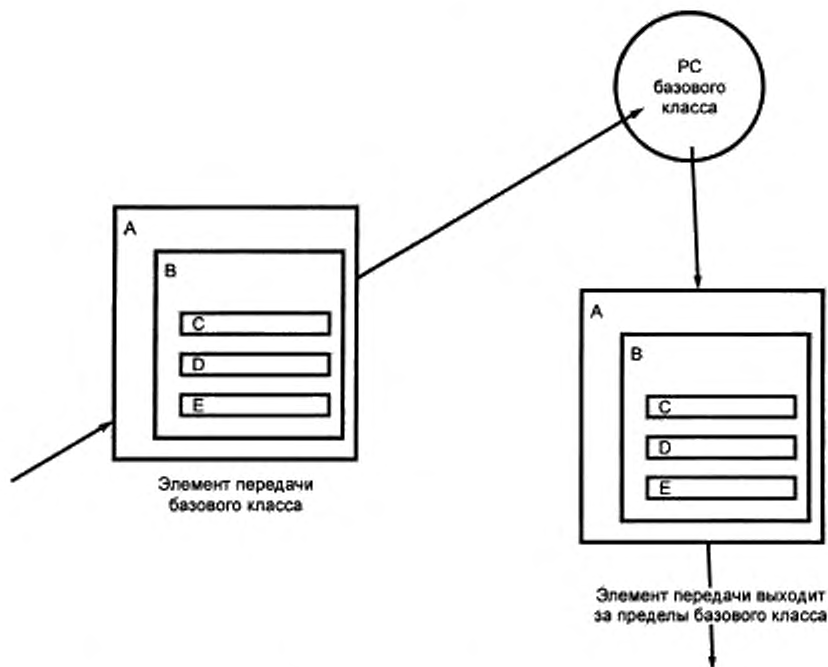 РС
базового
класса
A
B
C
D
E
Элемент передачи
базового класса
A
B
C
D
E
Элемент передачи выходит
за пределы базового класса